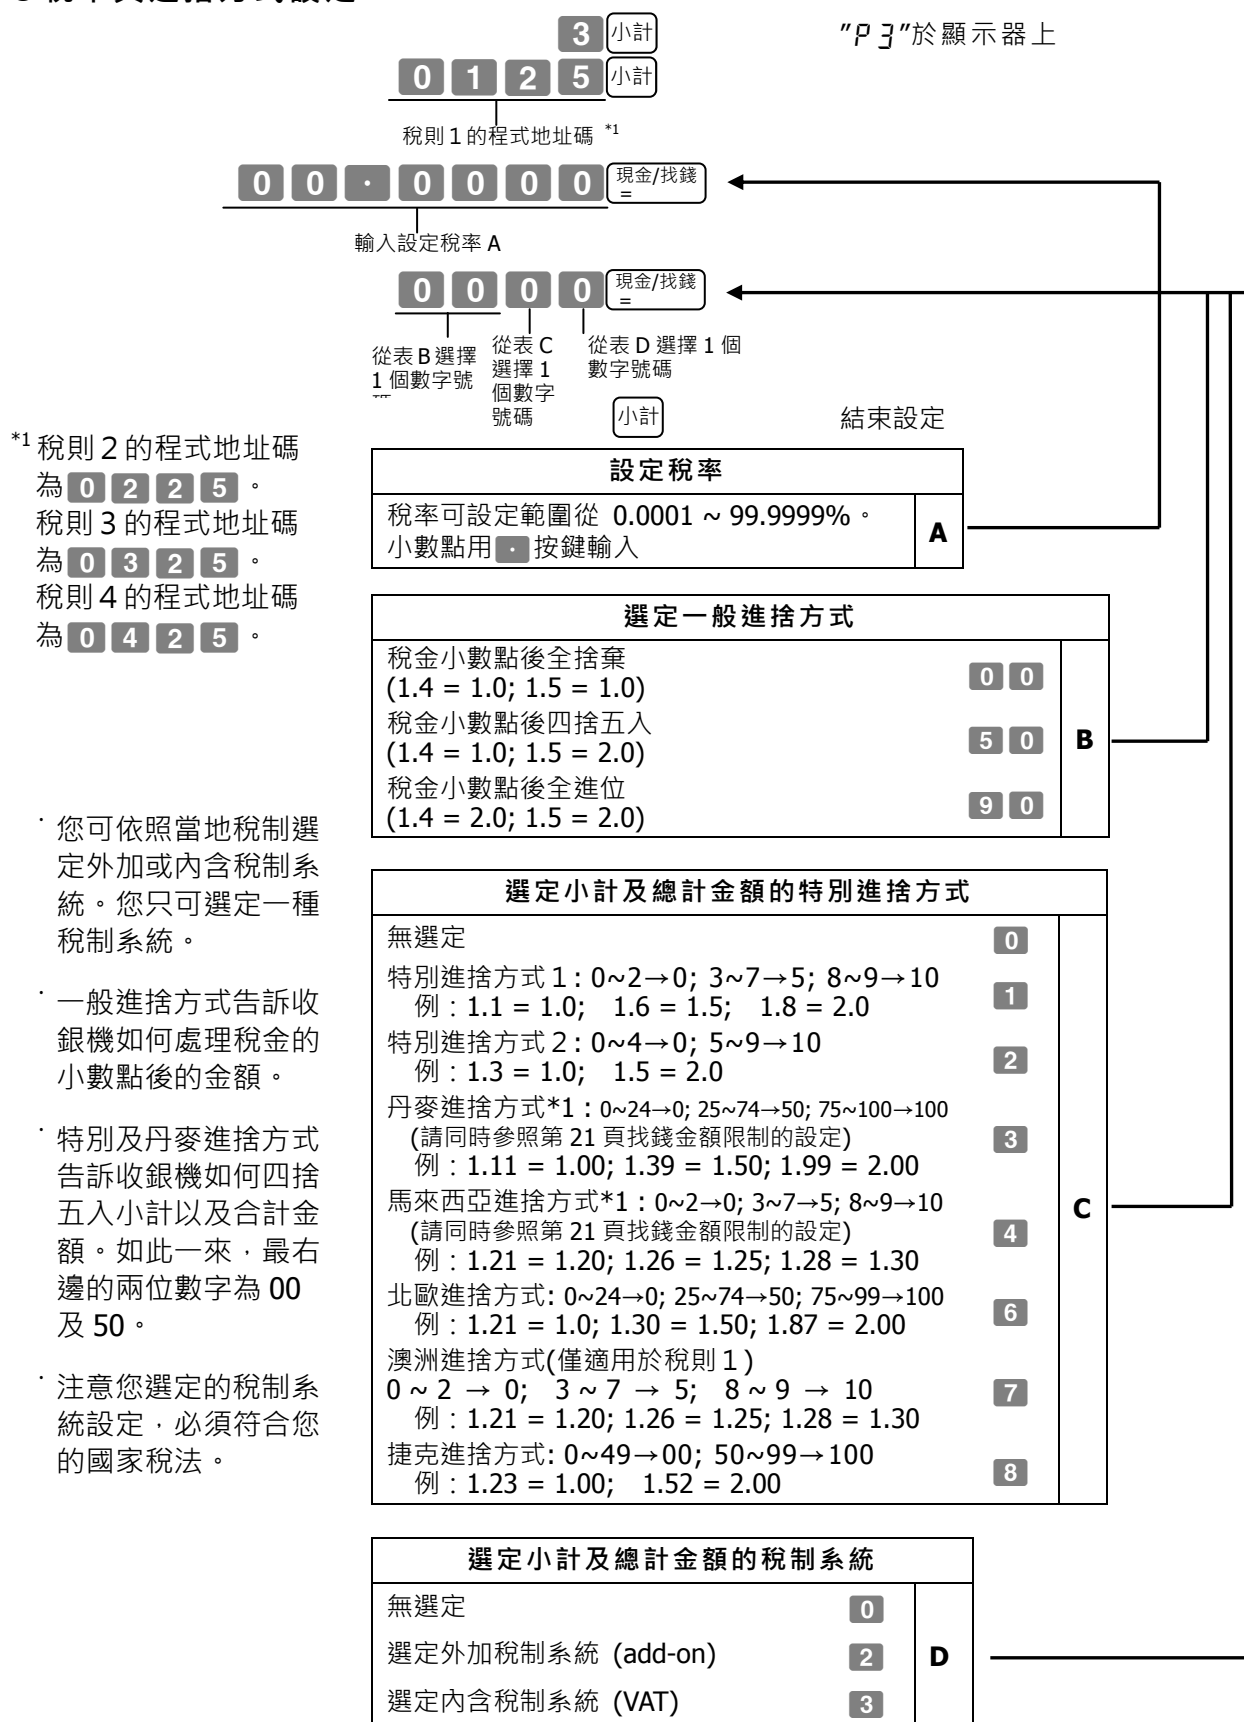 3 小計
"P 3"於顯示器上
0 1 2 5 小計
稅則1的程式地址碼 *1
0 0 · 0 0 0 0 現金/找錢 =
輸入設定稅率 A
0 0 0 0 現金/找錢 =
從表 B 選擇
1 個數字號
從表 C
選擇 1
個數字
號碼
從表 D 選擇 1 個
數字號碼
小計
結束設定
*1 稅則2的程式地址碼
為 0 2 2 5 。
稅則3的程式地址碼
為 0 3 2 5 。
稅則4的程式地址碼
為 0 4 2 5 。
設定稅率
稅率可設定範圍從 0.0001 ~ 99.9999%。
小數點用 · 按鍵輸入
A
選定一般進捨方式
稅金小數點後全捨棄
(1.4 = 1.0; 1.5 = 1.0)
0 0
稅金小數點後四捨五入
(1.4 = 1.0; 1.5 = 2.0)
5 0
稅金小數點後全進位
(1.4 = 2.0; 1.5 = 2.0)
9 0
B
· 您可依照當地稅制選
定外加或內含稅制系
統。您只可選定一種
稅制系統。
· 一般進捨方式告訴收
銀機如何處理稅金的
小數點後的金額。
· 特別及丹麥進捨方式
告訴收銀機如何四捨
五入小計以及合計金
額。如此一來，最右
邊的兩位數字為 00
及 50。
· 注意您選定的稅制系
統設定，必須符合您
的國家稅法。
選定小計及總計金額的特別進捨方式
無選定 0
特別進捨方式1: 0~2→0; 3~7→5; 8~9→10
例：1.1 = 1.0; 1.6 = 1.5; 1.8 = 2.0
1
特別進捨方式2: 0~4→0; 5~9→10
例：1.3 = 1.0; 1.5 = 2.0
2
丹麥進捨方式*1 : 0~24→0; 25~74→50; 75~100→100
(請同時參照第 21 頁找錢金額限制的設定)
例：1.11 = 1.00; 1.39 = 1.50; 1.99 = 2.00
3
馬來西亞進捨方式*1 : 0~2→0; 3~7→5; 8~9→10
(請同時參照第 21 頁找錢金額限制的設定)
例：1.21 = 1.20; 1.26 = 1.25; 1.28 = 1.30
4
北歐進捨方式: 0~24→0; 25~74→50; 75~99→100
例：1.21 = 1.0; 1.30 = 1.50; 1.87 = 2.00
6
澳洲進捨方式(僅適用於稅則1)
0 ~ 2 → 0; 3 ~ 7 → 5; 8 ~ 9 → 10
例：1.21 = 1.20; 1.26 = 1.25; 1.28 = 1.30
7
捷克進捨方式: 0~49→00; 50~99→100
例：1.23 = 1.00; 1.52 = 2.00
8
C
選定小計及總計金額的稅制系統
無選定 0
選定外加稅制系統 (add-on) 2
選定內含稅制系統 (VAT) 3
D